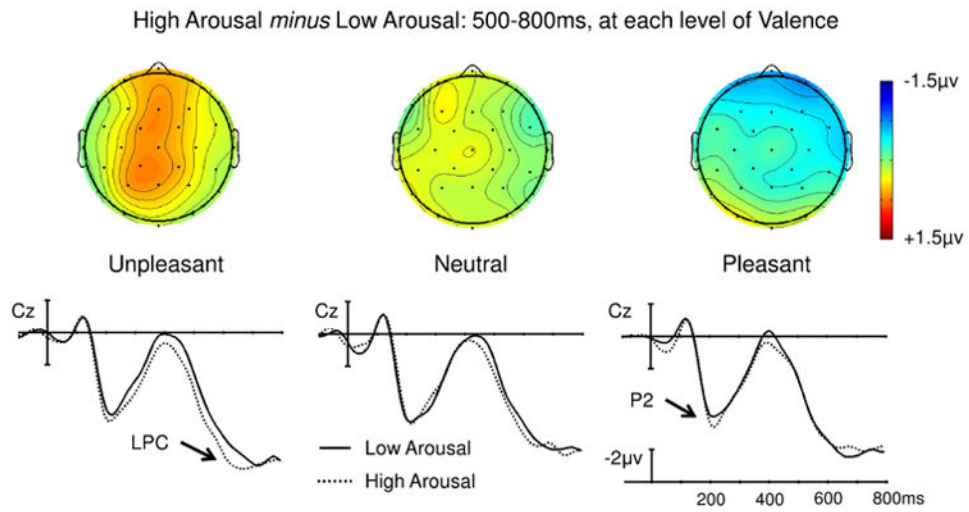 High Arousal minus Low Arousal: 500-800ms, at each level of Valence
-1.5μv
+1.5μv
Unpleasant
Neutral
Pleasant
Cz
Cz
Cz
LPC
P2
Low Arousal
High Arousal
-2μv
200
400
600
800ms